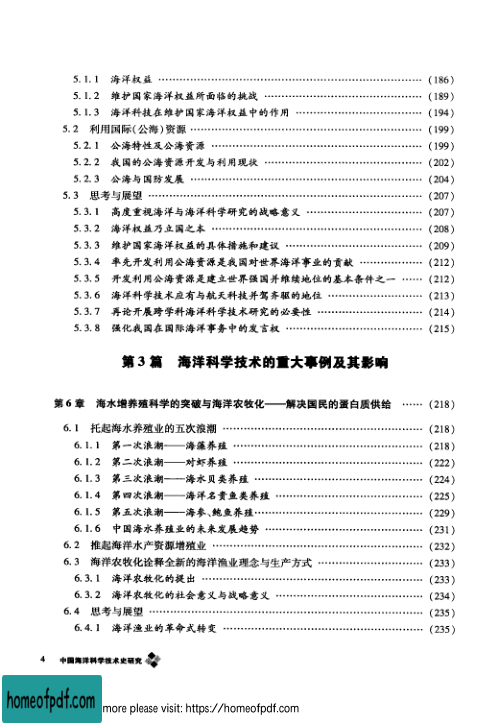 5.1.1 海洋权益 …… (186)
5.1.2 维护国家海洋权益所面临的挑战 …… (189)
5.1.3 海洋科技在维护国家海洋权益中的作用 …… (194)
5.2 利用国际(公海)资源 …… (199)
5.2.1 公海特性及公海资源 …… (199)
5.2.2 我国的公海资源开发与利用现状 …… (202)
5.2.3 公海与国防发展 …… (204)
5.3 思考与展望 …… (207)
5.3.1 高度重视海洋与海洋科学研究的战略意义 …… (207)
5.3.2 海洋权益乃立国之本 …… (208)
5.3.3 维护国家海洋权益的具体措施和建议 …… (209)
5.3.4 率先开发利用公海资源是我国对世界海洋事业的贡献 …… (212)
5.3.5 开发利用公海资源是建立世界强国并维续地位的基本条件之一 …… (212)
5.3.6 海洋科学技术应有与航天科技并驾齐驱的地位 …… (213)
5.3.7 再论开展跨学科海洋科学技术研究的必要性 …… (214)
5.3.8 强化我国在国际海洋事务中的发言权 …… (215)
第3篇 海洋科学技术的重大事例及其影响
第6章 海水增养殖科学的突破与海洋农牧化——解决国民的蛋白质供给 …… (218)
6.1 托起海水养殖业的五次浪潮 …… (218)
6.1.1 第一次浪潮——海藻养殖 …… (218)
6.1.2 第二次浪潮——对虾养殖 …… (222)
6.1.3 第三次浪潮——海水贝类养殖 …… (224)
6.1.4 第四次浪潮——海洋名贵鱼类养殖 …… (225)
6.1.5 第五次浪潮——海参、鲍鱼养殖 …… (229)
6.1.6 中国海水养殖业的未来发展趋势 …… (231)
6.2 推起海洋水产资源增殖业 …… (232)
6.3 海洋农牧化诠释全新的海洋渔业理念与生产方式 …… (233)
6.3.1 海洋农牧化的提出 …… (233)
6.3.2 海洋农牧化的社会意义与战略意义 …… (234)
6.4 思考与展望 …… (235)
6.4.1 海洋渔业的革命式转变 …… (235)
4 中国海洋科学技术史研究
homeofpdf.com more please visit: https://homeofpdf.com